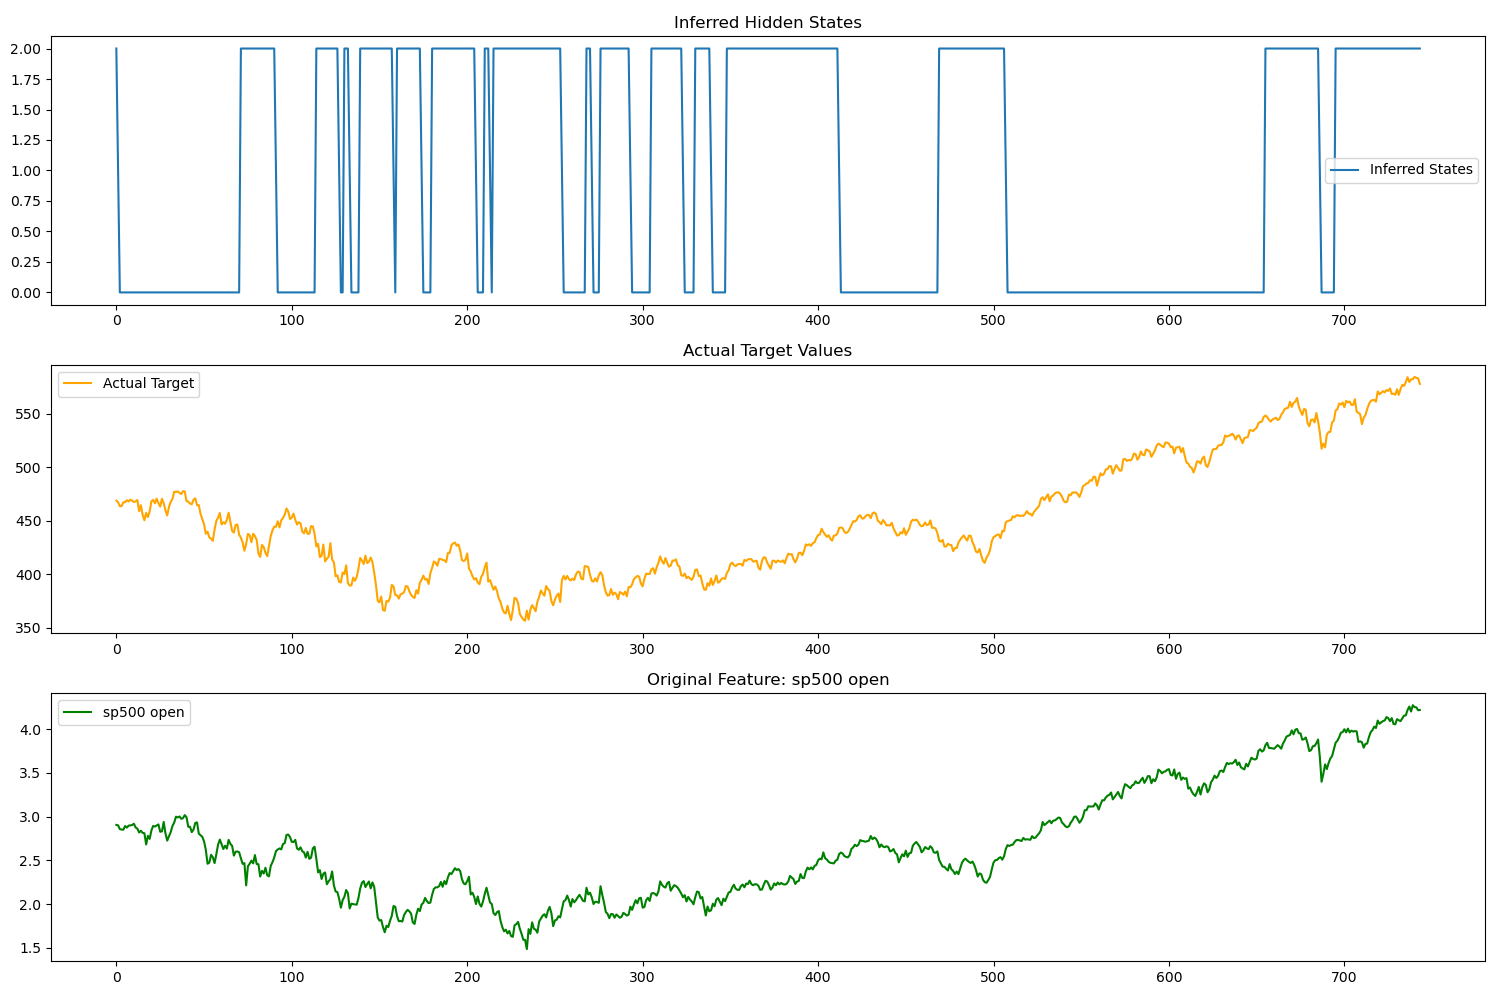 Inferred Hidden States
2.00
1.75
1.50
1.25
1.00
0.75
0.50
0.25
0.00
Inferred States
0 100 200 300 400 500 600 700
Actual Target Values
Actual Target
550
500
450
400
350
0 100 200 300 400 500 600 700
Original Feature: sp500 open
sp500 open
4.0
3.5
3.0
2.5
2.0
1.5
0 100 200 300 400 500 600 700